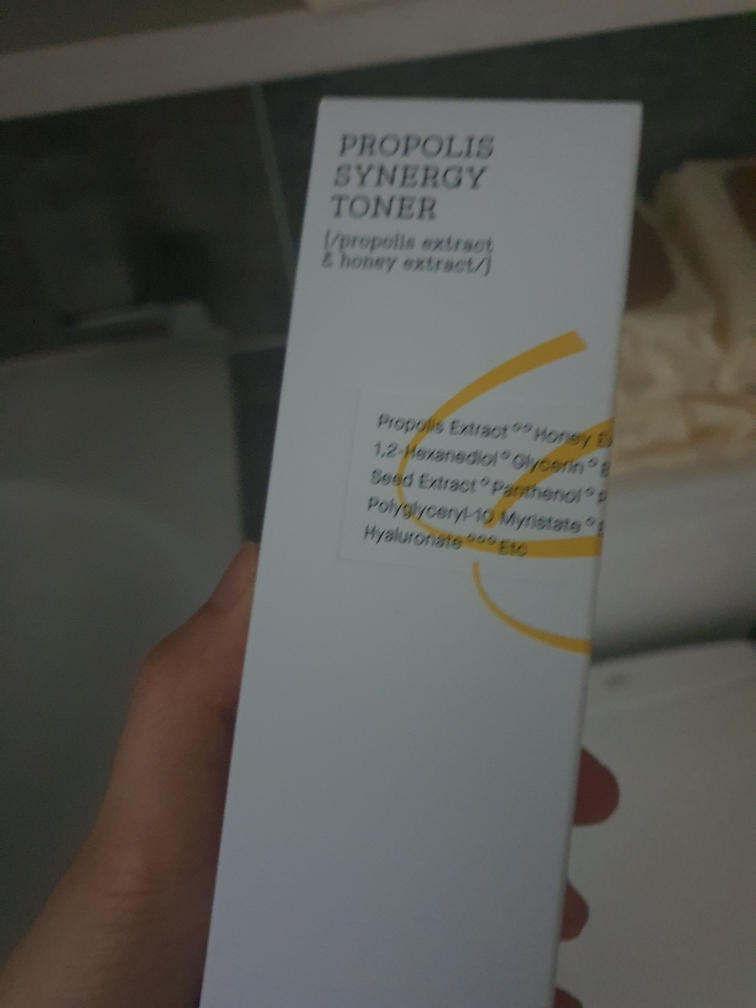 PROPOLIS
SYNERGY
TONER
[/propolis extract
& honey extract/]
Propolis Extract°°Honey
1,2-Hexanediol°Glycerin°
Seed Extract°Panthenol°
Polyglyceryl-10 Myristate°
Hyaluronate°°°Etc